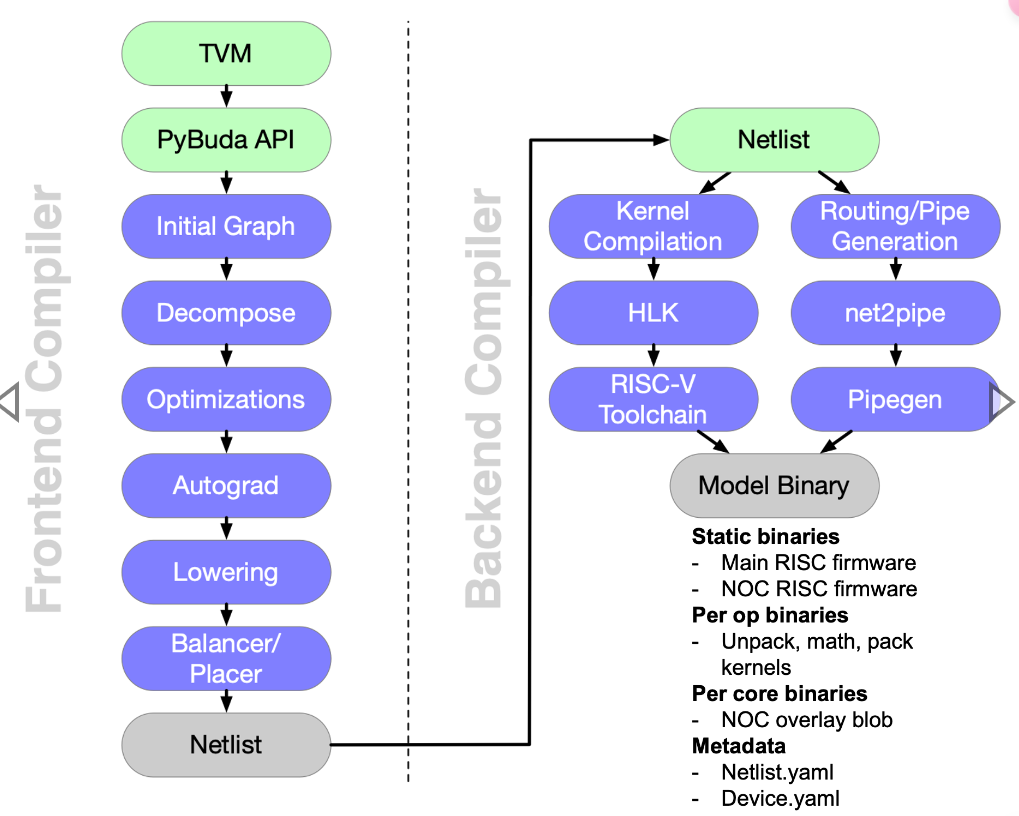 Frontend Compiler
TVM
PyBuda API
Initial Graph
Decompose
Optimizations
Autograd
Lowering
Balancer/
Placer
Netlist
Backend Compiler
Netlist
Kernel
Compilation
HLK
RISC-V
Toolchain
Routing/Pipe
Generation
net2pipe
Pipegen
Model Binary
Static binaries
- Main RISC firmware
- NOC RISC firmware
Per op binaries
- Unpack, math, pack
kernels
Per core binaries
- NOC overlay blob
Metadata
- Netlist.yaml
- Device.yaml